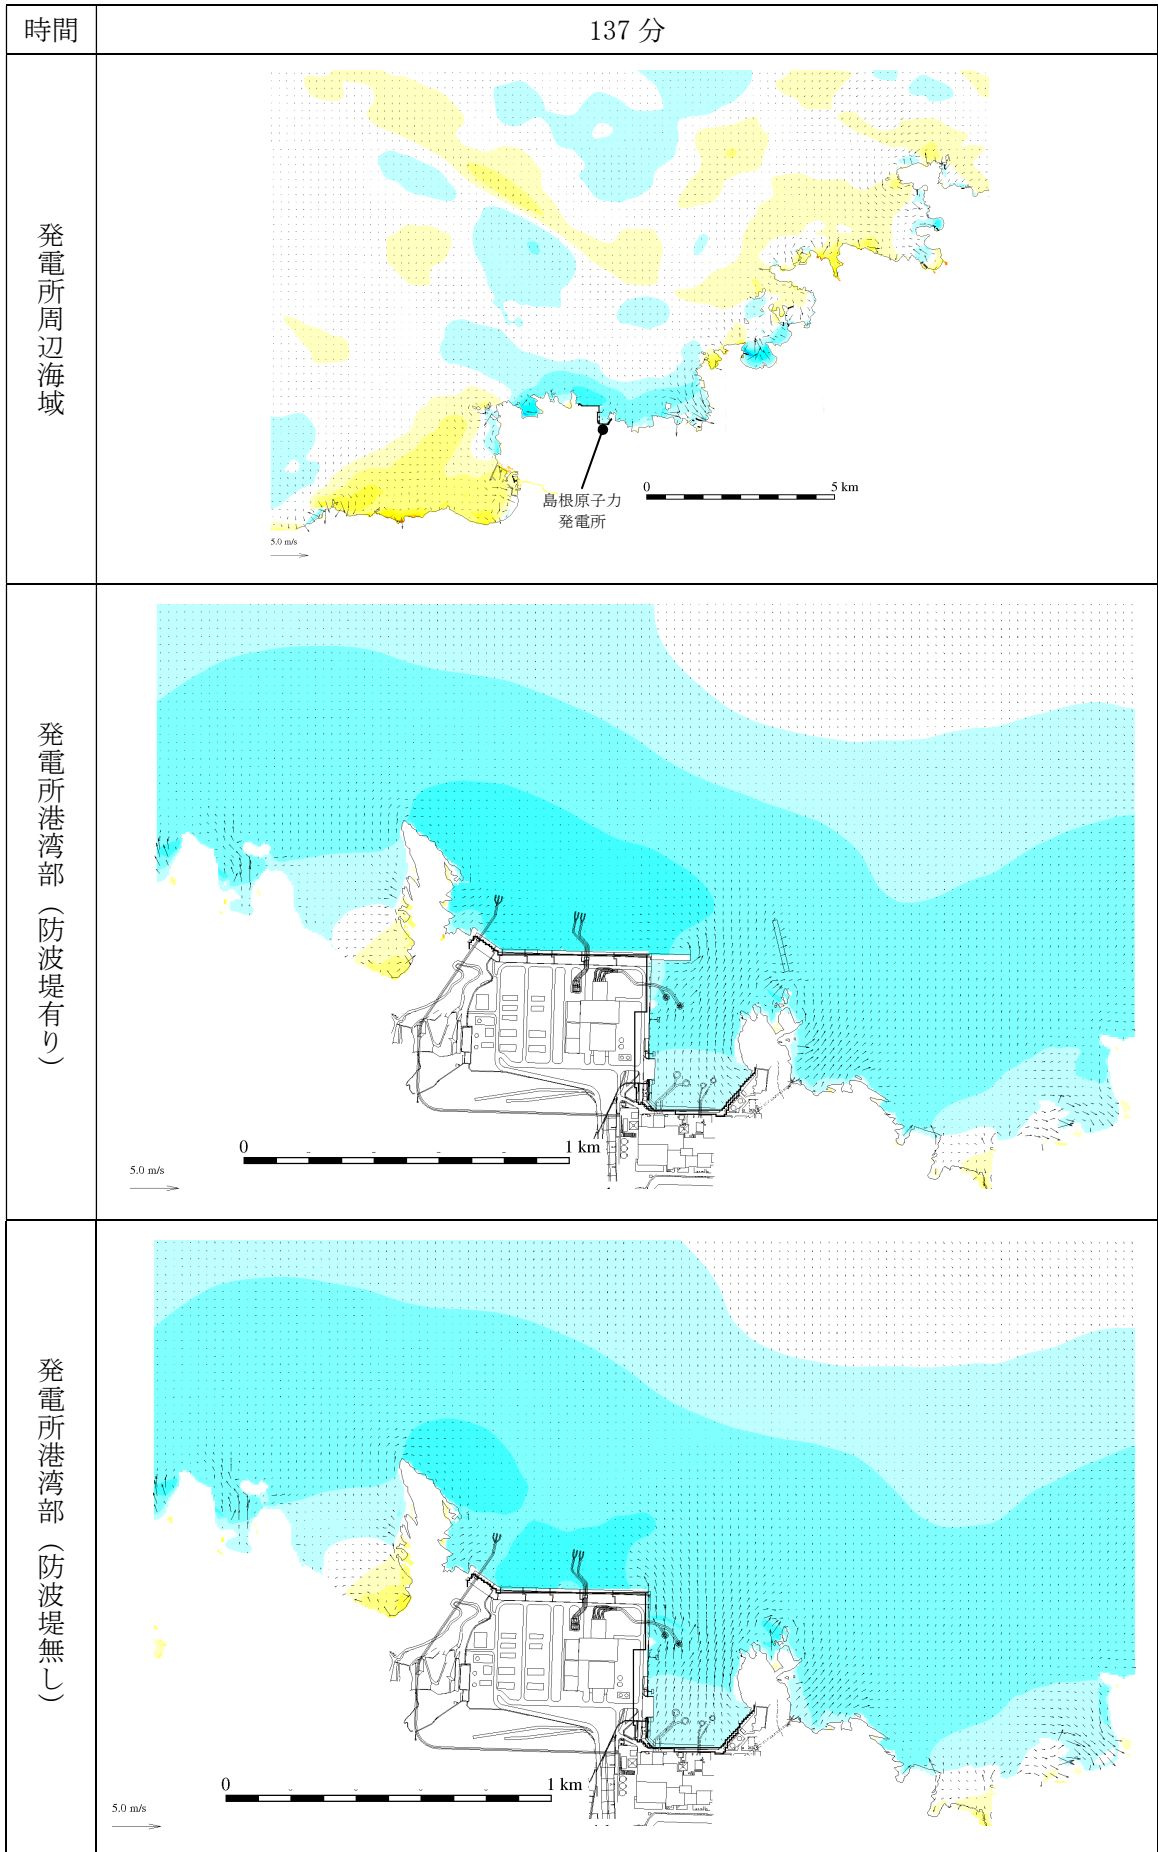 時間
137 分
発電所周辺海域
島根原子力
発電所
0
5 km
5.0 m/s
発電所港湾部（防波堤有り）
0
1 km
5.0 m/s
発電所港湾部（防波堤無し）
0
1 km
5.0 m/s